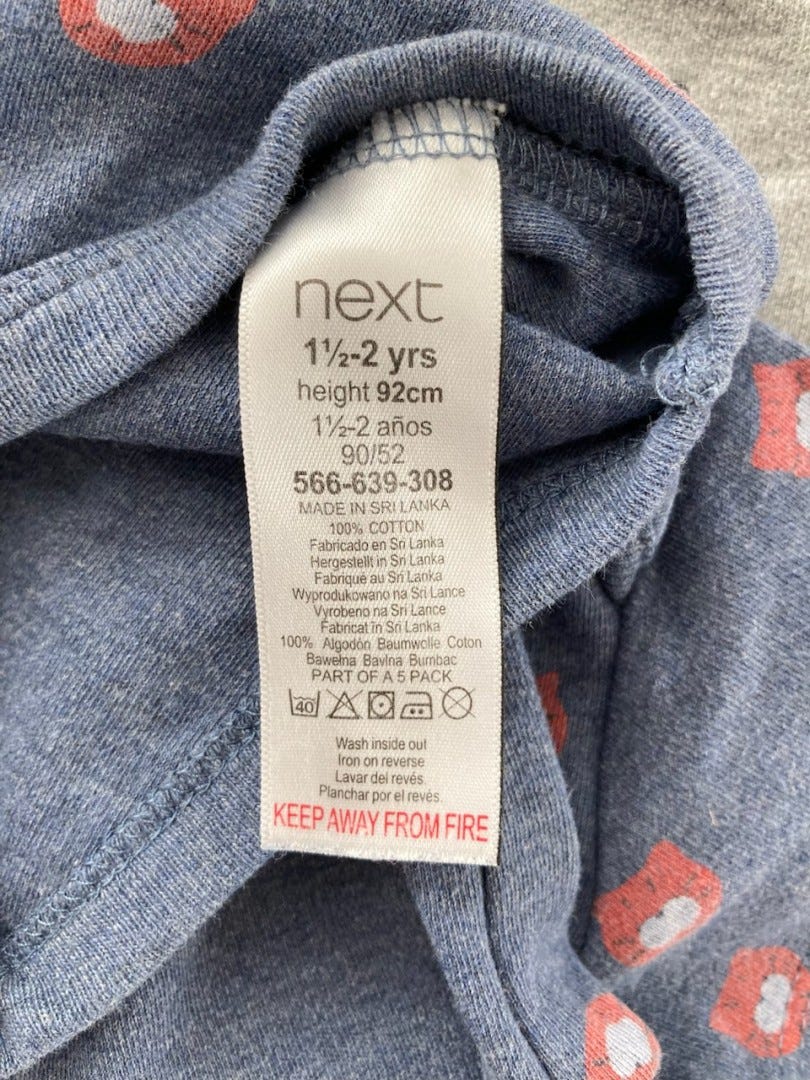 next
1½-2 yrs
height 92cm
1½-2 años
90/52
566-639-308
MADE IN SRI LANKA
100% COTTON
Fabricado en Sri Lanka
Hergestellt in Sri Lanka
Fabriqué au Sri Lanka
Wyprodukowano na Sri Lance
Vyrobeno na Sri Lance
Fabricat în Sri Lanka
100% Algodón Baumwolle Coton
Bawełna Bavlna Bumbac
PART OF A 5 PACK
40
Wash inside out
Iron on reverse
Lavar del revés.
Planchar por el revés.
KEEP AWAY FROM FIRE